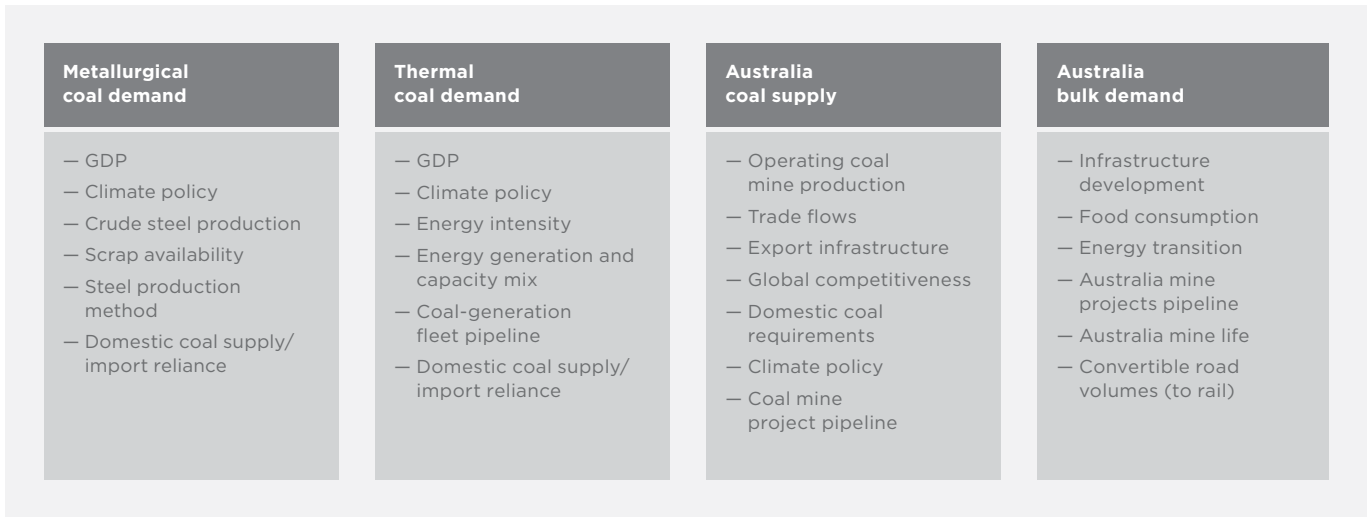 Metallurgical
coal demand
— GDP
— Climate policy
— Crude steel production
— Scrap availability
— Steel production
method
— Domestic coal supply/
import reliance
Thermal
coal demand
— GDP
— Climate policy
— Energy intensity
— Energy generation and
capacity mix
— Coal-generation
fleet pipeline
— Domestic coal supply/
import reliance
Australia
coal supply
— Operating coal
mine production
— Trade flows
— Export infrastructure
— Global competitiveness
— Domestic coal
requirements
— Climate policy
— Coal mine
project pipeline
Australia
bulk demand
— Infrastructure
development
— Food consumption
— Energy transition
— Australia mine
projects pipeline
— Australia mine life
— Convertible road
volumes (to rail)